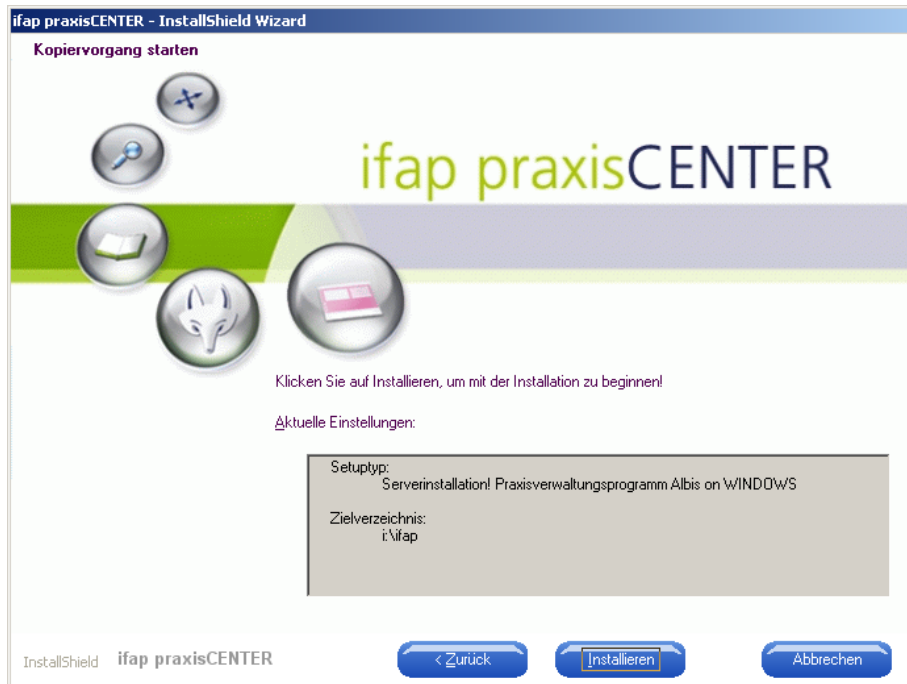 ifap praxisCENTER - InstallShield Wizard
Kopiervorgang starten
ifap praxisCENTER
Klicken Sie auf Installieren, um mit der Installation zu beginnen!
Aktuelle Einstellungen:
Setuptyp:
Serverinstallation! Praxisverwaltungsprogramm Albis on WINDOWS
Zielverzeichnis:
i:\ifap
InstallShield ifap praxisCENTER < Zurück Installieren Abbrechen